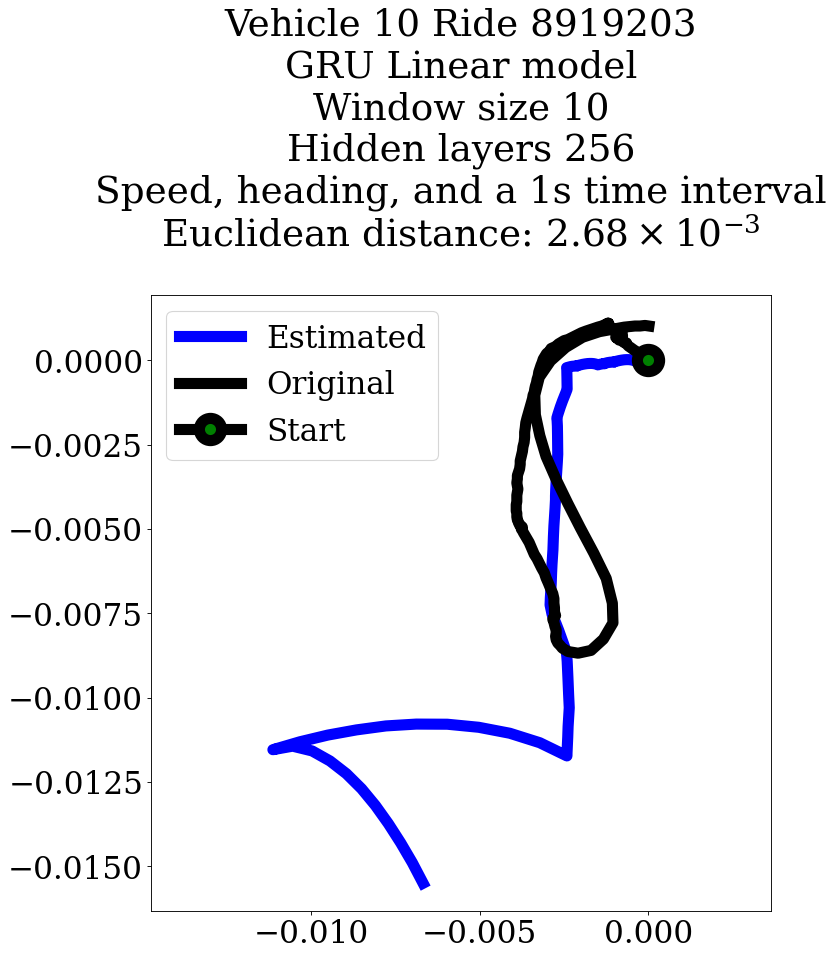 Vehicle 10 Ride 8919203
GRU Linear model
Window size 10
Hidden layers 256
Speed, heading, and a 1s time interval
Euclidean distance: 2.68 × 10⁻³
Estimated
Original
Start
0.0000
−0.0025
−0.0050
−0.0075
−0.0100
−0.0125
−0.0150
−0.010
−0.005
0.000